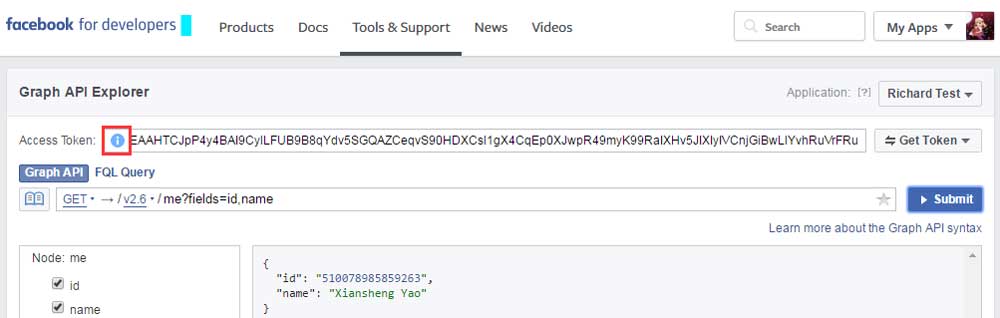 facebook for developers Products Docs Tools & Support News Videos Search My Apps
Graph API Explorer Application: [?] Richard Test
Access Token: EAAHTCJpP4y4BAI9CyILFUB9B8qYdv5SGQAZCeqvS90HDXCsI1gX4CqEp0XJwpR49myK99RaIXHv5JIXIyIVCnjGiBwLIYvhRuVrFRu Get Token
Graph API FQL Query
GET → / v2.6 / me?fields=id,name Submit
Learn more about the Graph API syntax
Node: me
id
name
{
"id": "510078985859263",
"name": "Xiansheng Yao"
}